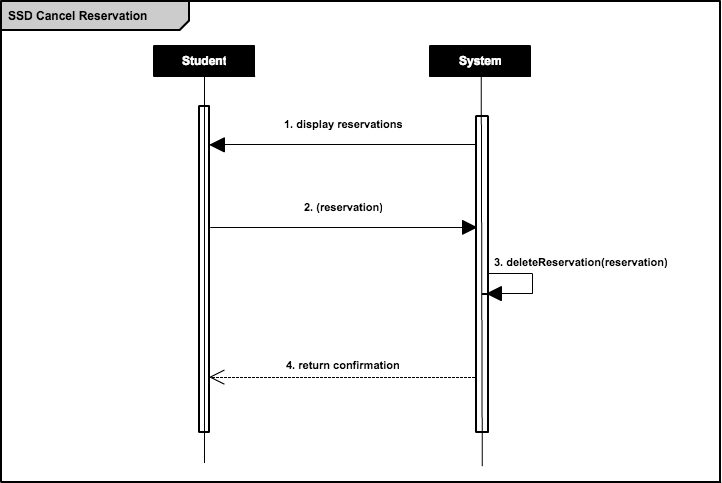 SSD Cancel Reservation
Student
System
1. display reservations
2. (reservation)
3. deleteReservation(reservation)
4. return confirmation